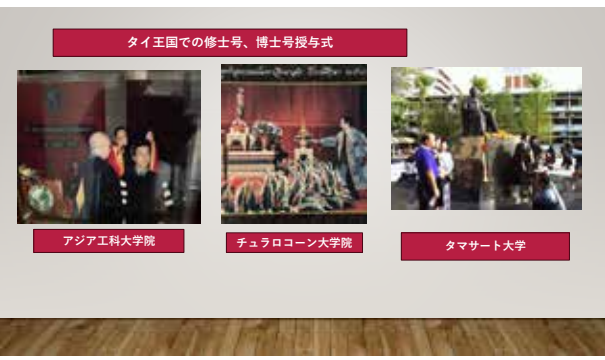 タイ王国での修士号、博士号授与式
アジア工科大学院
チュラロコーン大学院
タマサート大学